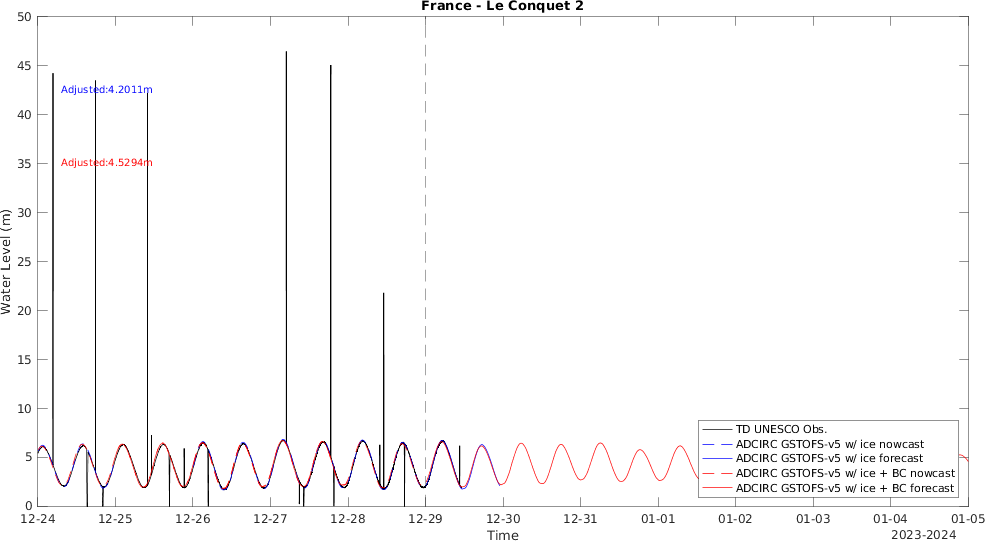 France - Le Conquet 2
50
45
40
35
30
25
20
15
10
5
0
Water Level (m)
Adjusted:4.2011m
Adjusted:4.5294m
TD UNESCO Obs.
ADCIRC GSTOFS-v5 w/ ice nowcast
ADCIRC GSTOFS-v5 w/ ice forecast
ADCIRC GSTOFS-v5 w/ ice + BC nowcast
ADCIRC GSTOFS-v5 w/ ice + BC forecast
12-24 12-25 12-26 12-27 12-28 12-29 12-30 12-31 01-01 01-02 01-03 01-04 01-05
Time
2023-2024